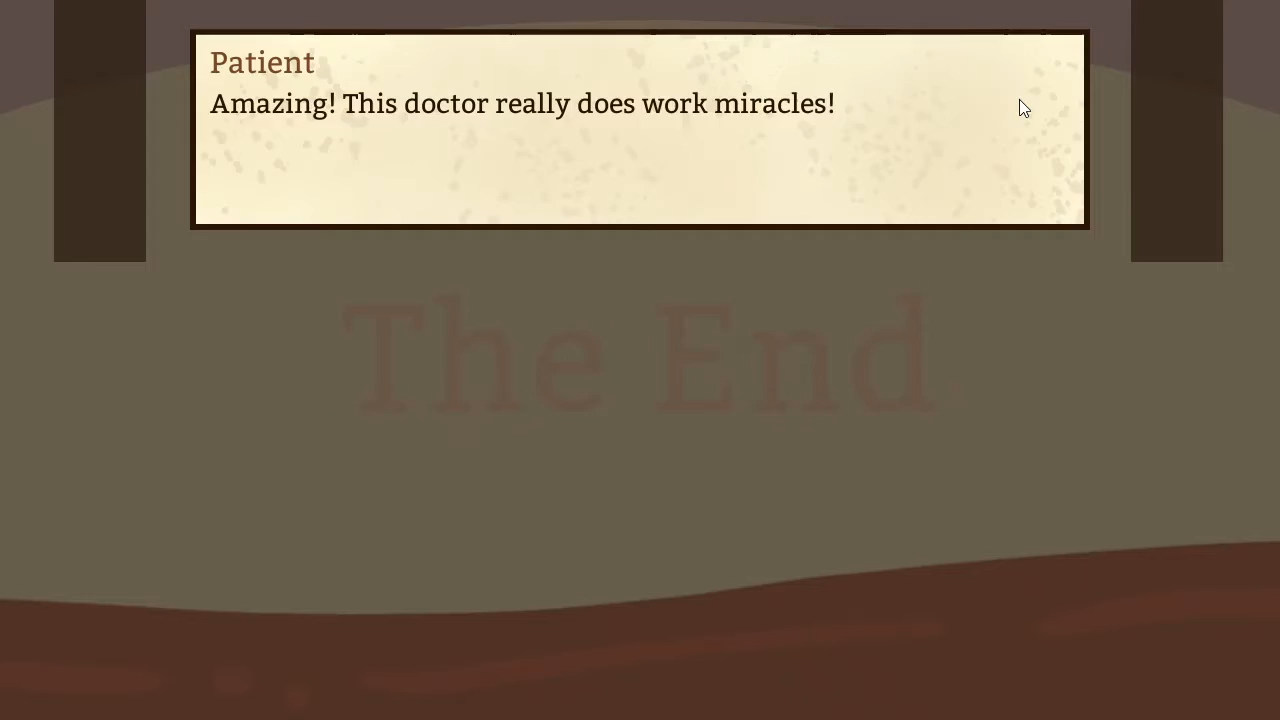 Patient
Amazing! This doctor really does work miracles!
The End